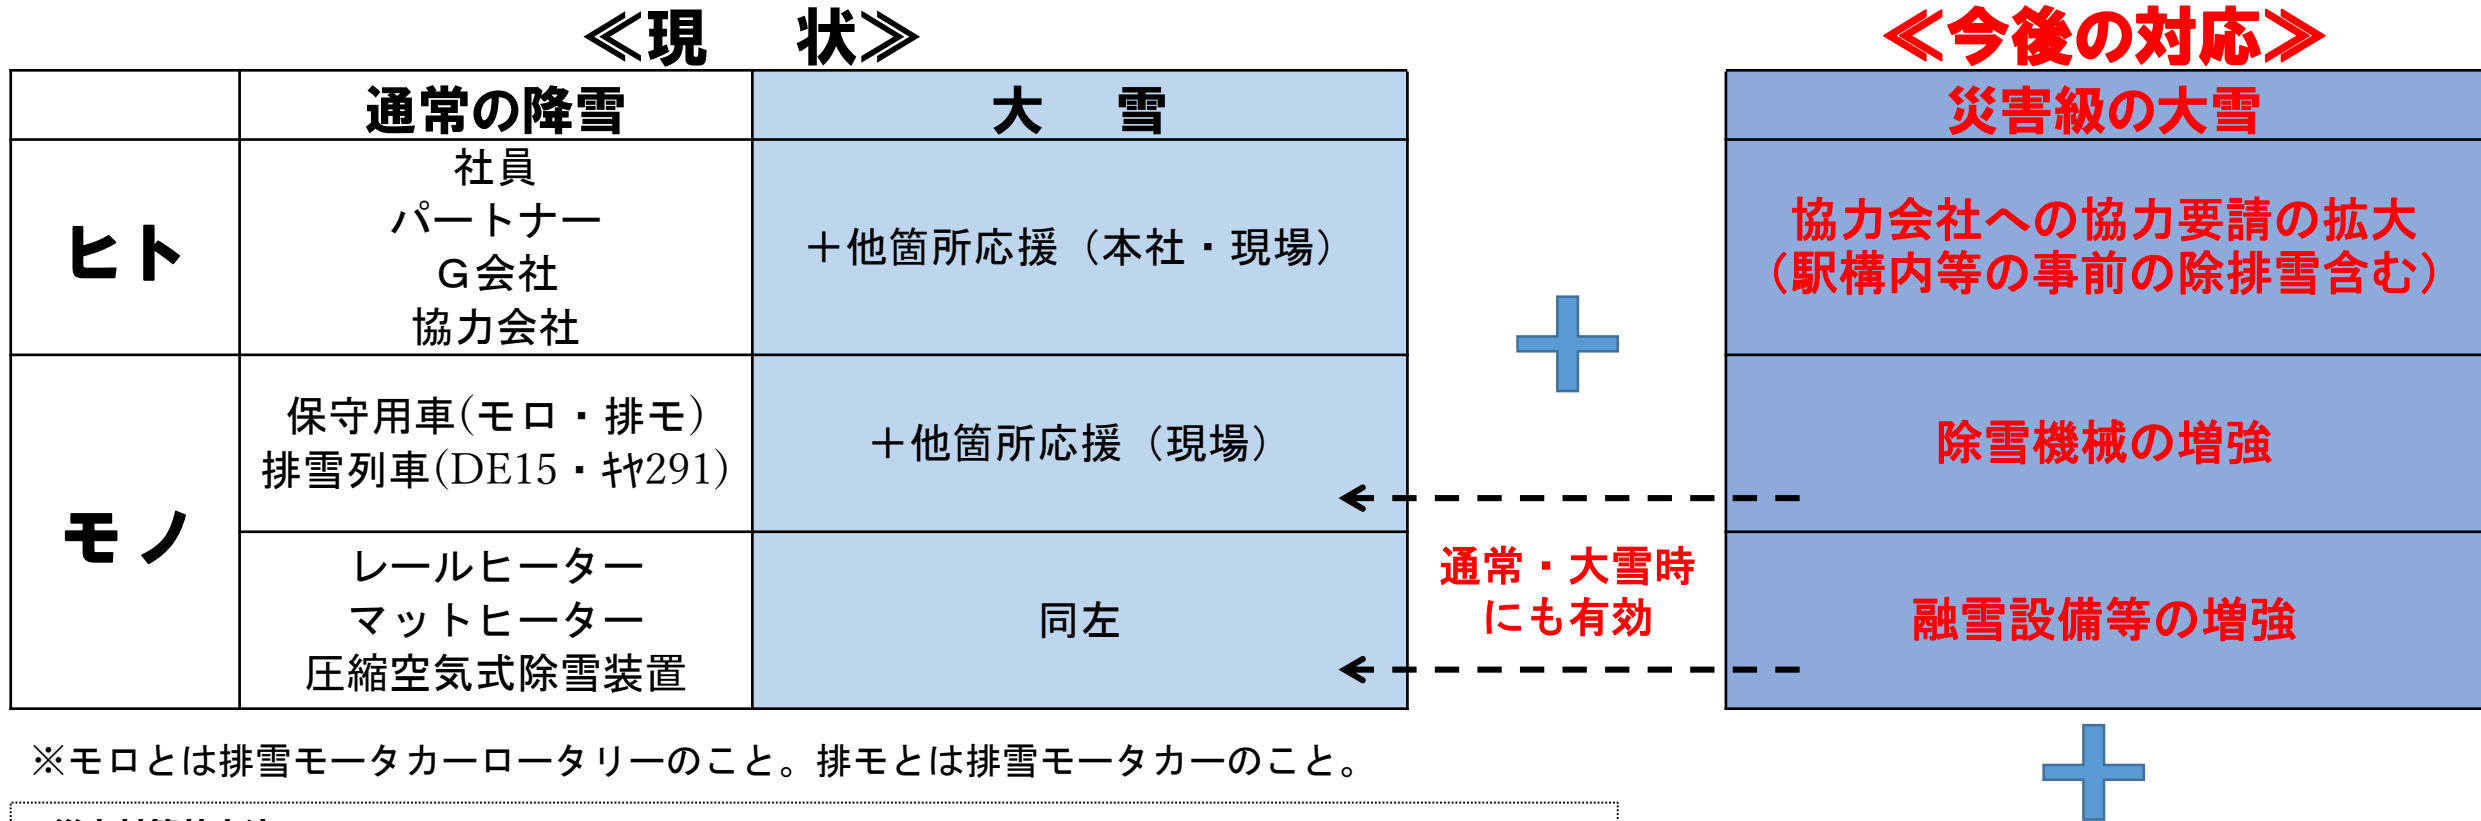 ≪現　状≫
≪今後の対応≫
通常の降雪
大　雪
災害級の大雪
ヒト
社員
パートナー
Ｇ会社
協力会社
＋他箇所応援（本社・現場）
協力会社への協力要請の拡大
（駅構内等の事前の除排雪含む）
モノ
保守用車(モロ・排モ)
排雪列車(DE15・ｷﾔ291)
＋他箇所応援（現場）
除雪機械の増強
レールヒーター
マットヒーター
圧縮空気式除雪装置
同左
通常・大雪時
にも有効
融雪設備等の増強
※モロとは排雪モータカーロータリーのこと。排モとは排雪モータカーのこと。